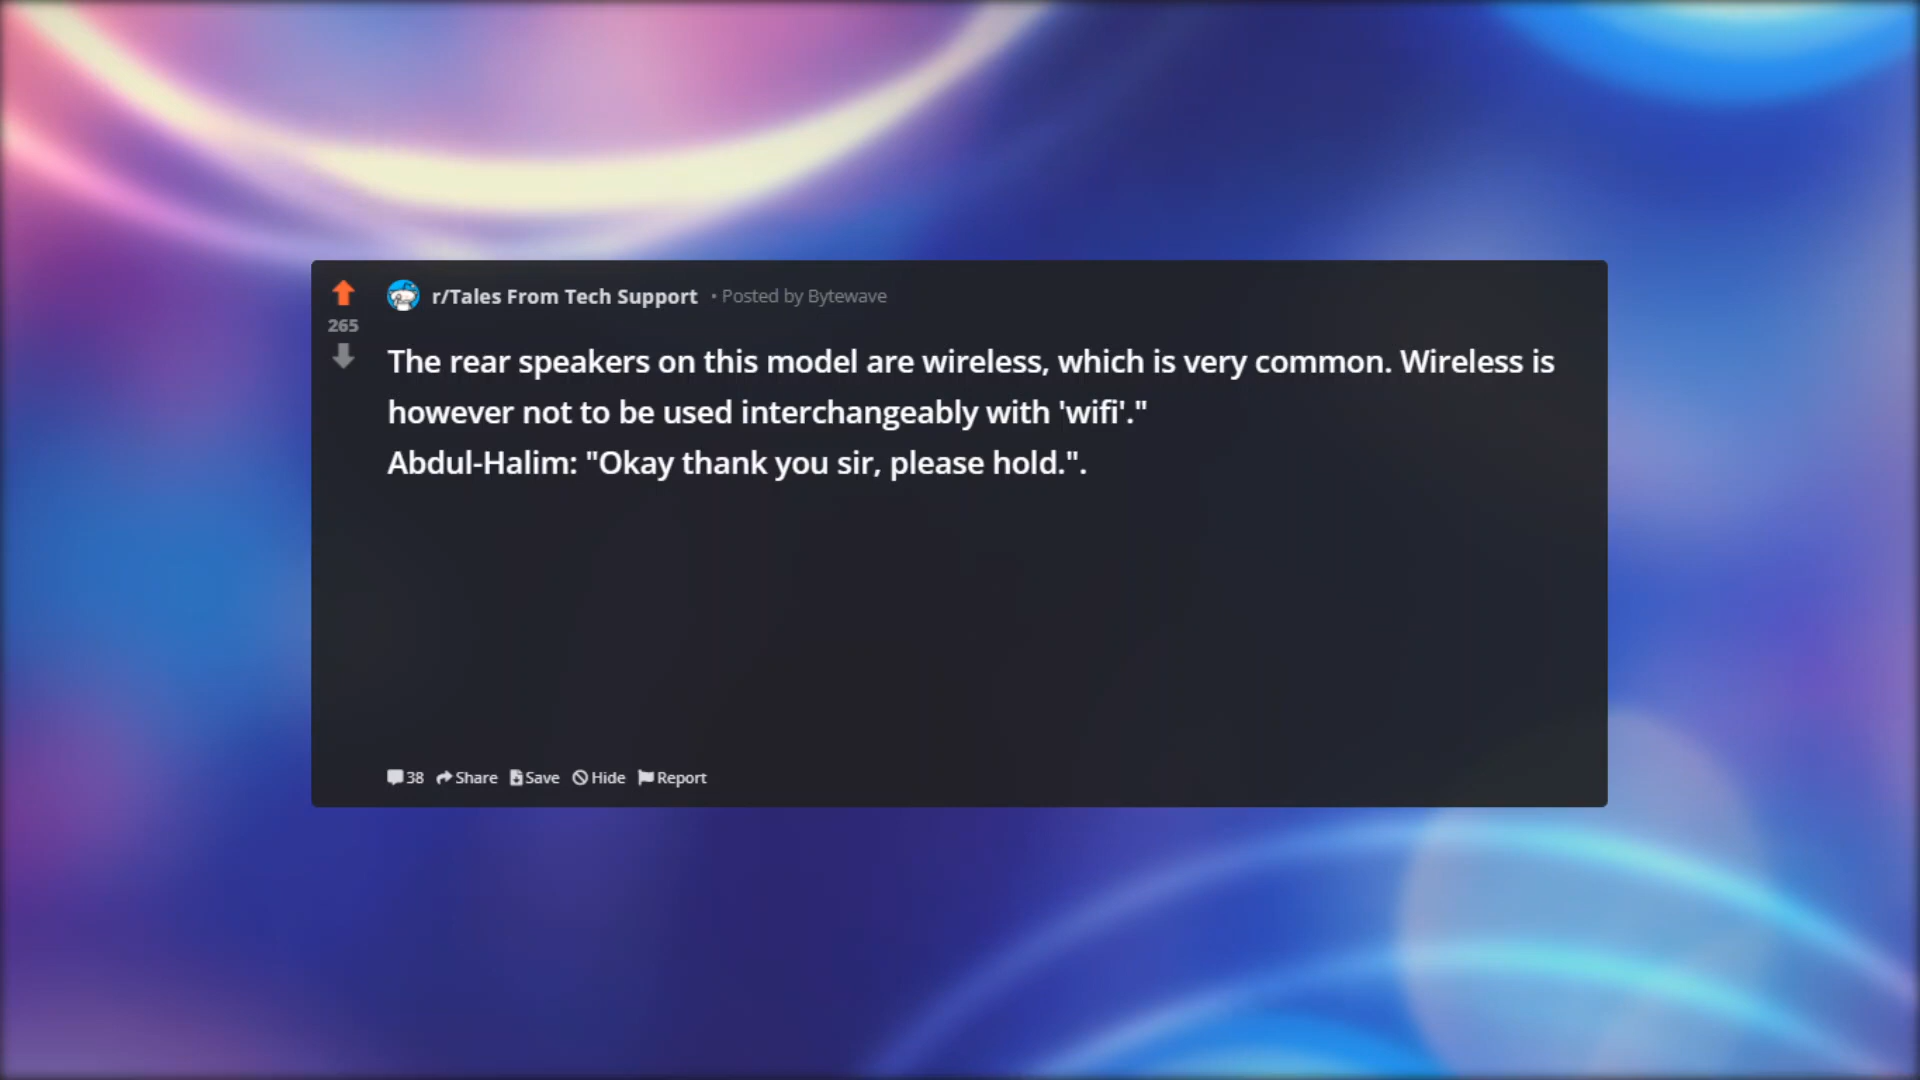 r/Tales From Tech Support • Posted by Bytewave
265
The rear speakers on this model are wireless, which is very common. Wireless is
however not to be used interchangeably with 'wifi'."
Abdul-Halim: "Okay thank you sir, please hold.".
38 Share Save Hide Report